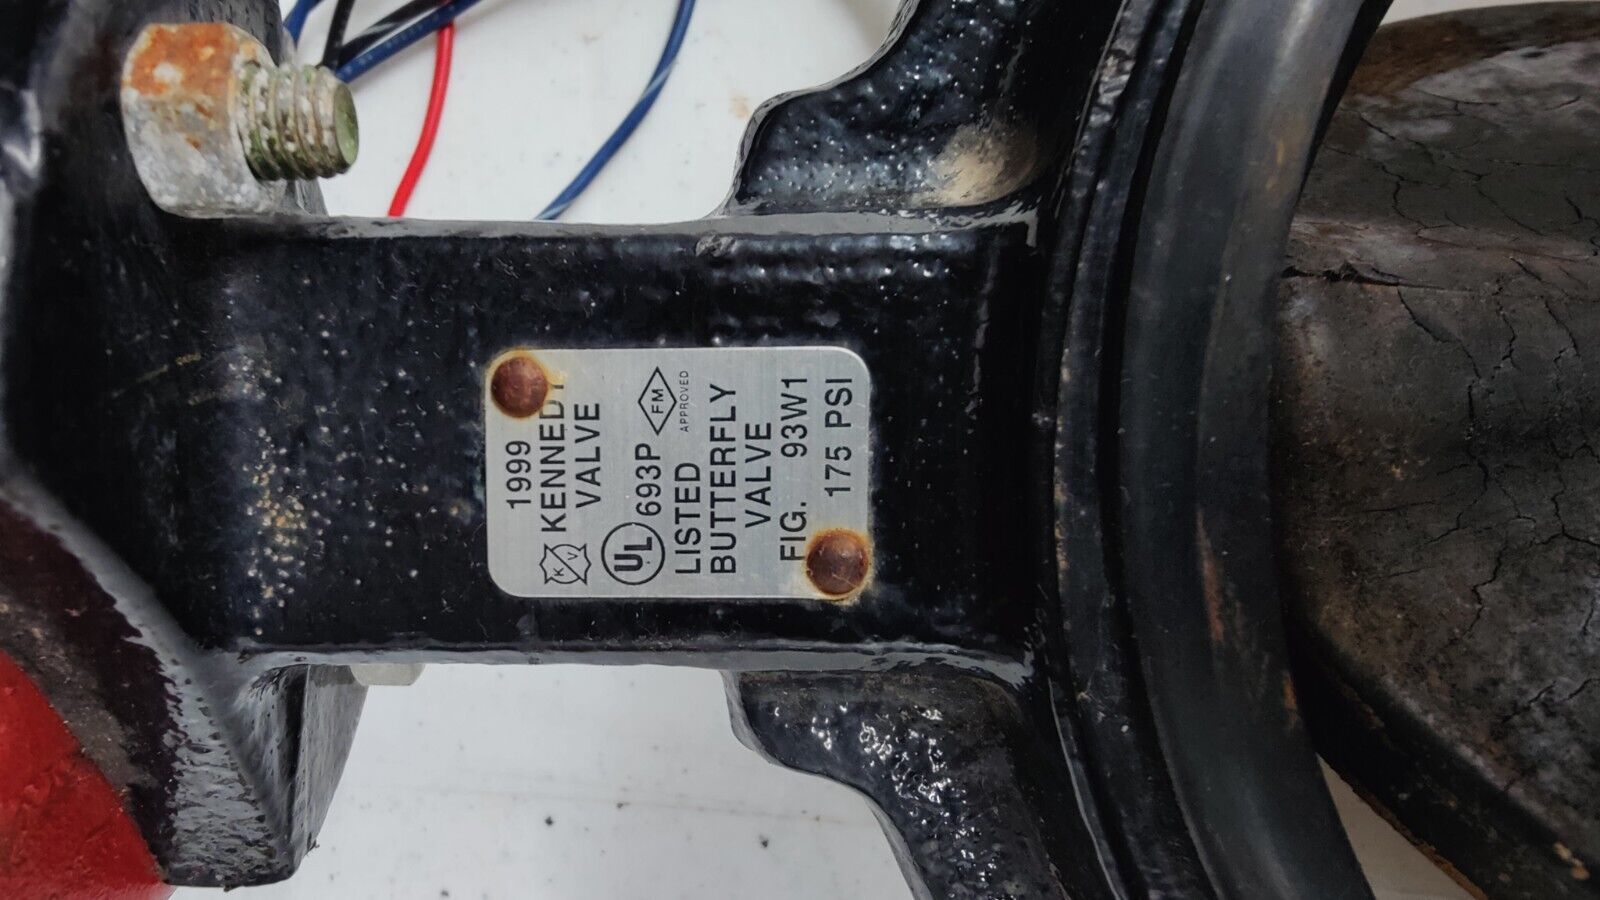 1999
KENNEDY
VALVE
K V
UL 693P FM
APPROVED
LISTED
BUTTERFLY
VALVE
FIG. 93W1
175 PSI